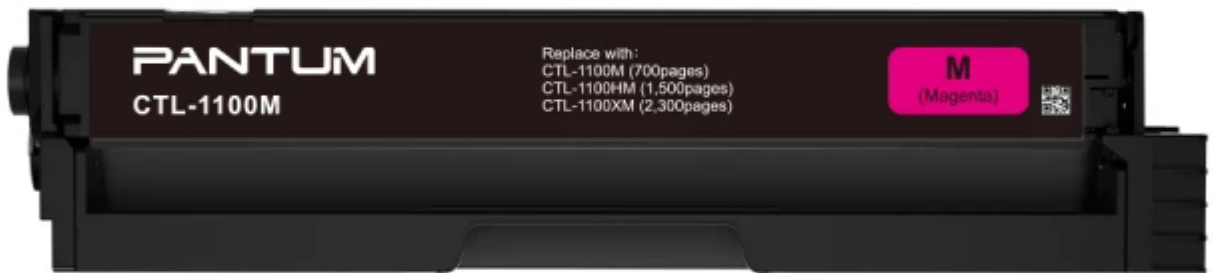 PANTUM
CTL-1100M
Replace with:
CTL-1100M (700pages)
CTL-1100HM (1,500pages)
CTL-1100XM (2,300pages)
M
(Magenta)